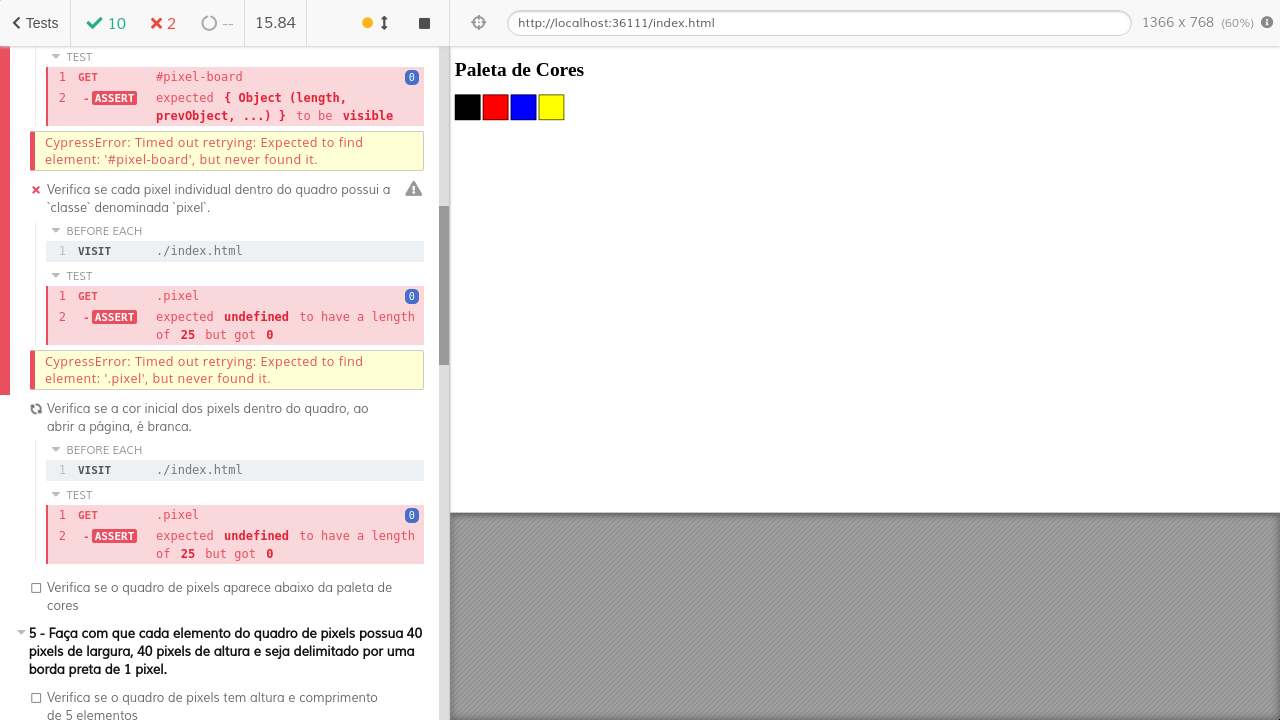 Tests 10 2 -- 15.84 http://localhost:36111/index.html 1366 x 768 (60%)
TEST
1 GET #pixel-board 0
2 -ASSERT expected { Object (length,
prevObject, ...) } to be visible
CypressError: Timed out retrying: Expected to find
element: '#pixel-board', but never found it.
Verifica se cada pixel individual dentro do quadro possui a
`classe` denominada `pixel`.
BEFORE EACH
1 VISIT ./index.html
TEST
1 GET .pixel 0
2 -ASSERT expected undefined to have a length
of 25 but got 0
CypressError: Timed out retrying: Expected to find
element: '.pixel', but never found it.
Verifica se a cor inicial dos pixels dentro do quadro, ao
abrir a página, é branca.
BEFORE EACH
1 VISIT ./index.html
TEST
1 GET .pixel 0
2 -ASSERT expected undefined to have a length
of 25 but got 0
Verifica se o quadro de pixels aparece abaixo da paleta de
cores
5 - Faça com que cada elemento do quadro de pixels possua 40
pixels de largura, 40 pixels de altura e seja delimitado por uma
borda preta de 1 pixel.
Verifica se o quadro de pixels tem altura e comprimento
de 5 elementos
Paleta de Cores